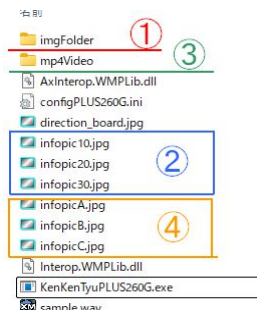 名前
imgFolder ①
mp4Video ③
AxInterop.WMPLib.dll
configPLUS260G.ini
direction_board.jpg
infopic10.jpg
infopic20.jpg ②
infopic30.jpg
infopicA.jpg
infopicB.jpg ④
infopicC.jpg
Interop.WMPLib.dll
KenKenTyuPLUS260G.exe
sample.wav